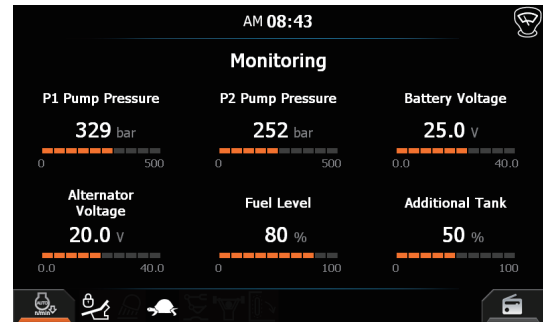 AM 08:43
Monitoring
P1 Pump Pressure
329 bar
0 500
P2 Pump Pressure
252 bar
0 500
Battery Voltage
25.0 V
0.0 40.0
Alternator
Voltage
20.0 V
0.0 40.0
Fuel Level
80 %
0 100
Additional Tank
50 %
0 100
AUTO
n/min